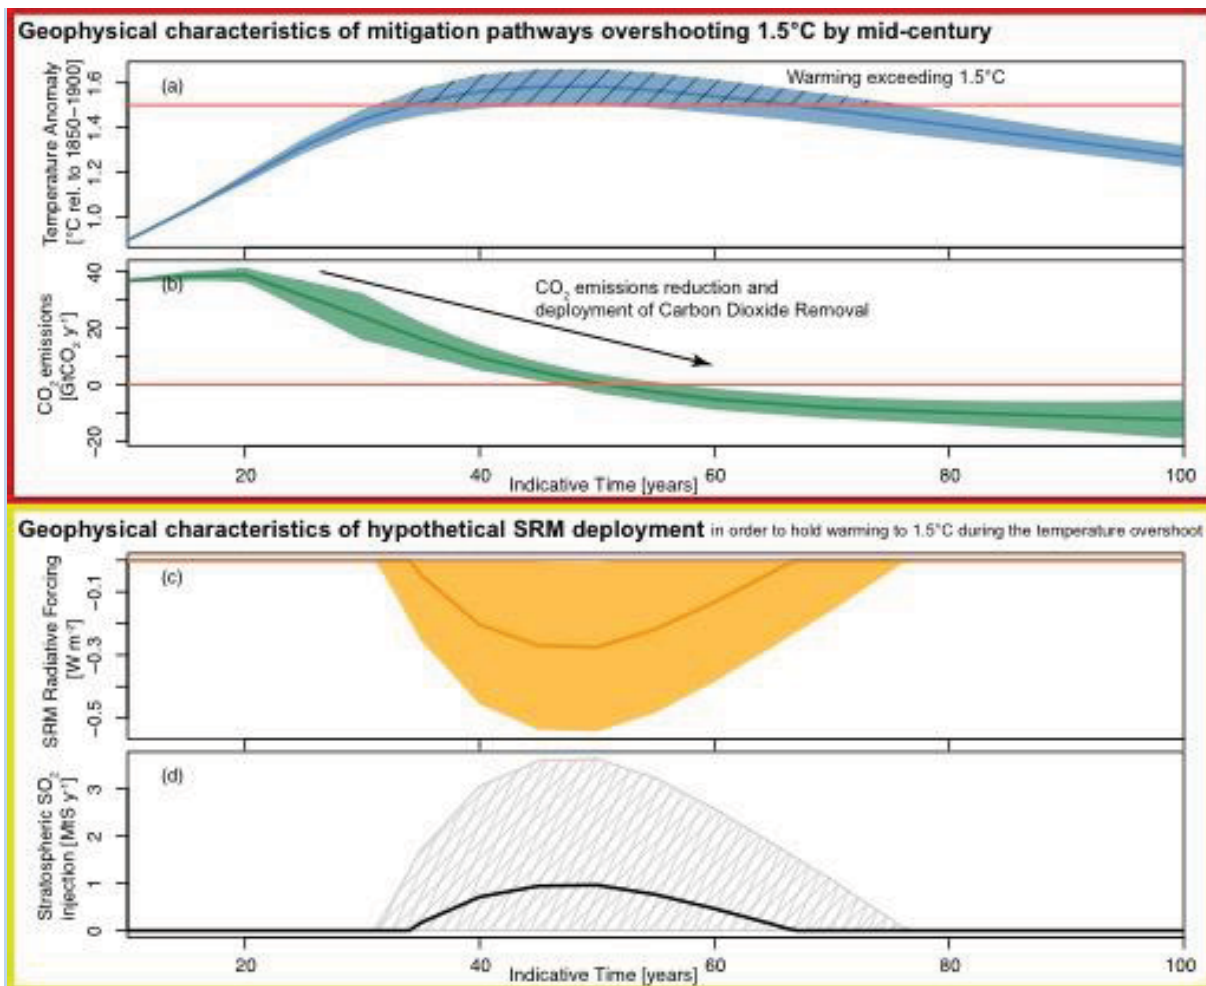 Geophysical characteristics of mitigation pathways overshooting 1.5°C by mid-century
(a)
Warming exceeding 1.5°C
Temperature Anomaly
[°C rel. to 1850–1900]
1.6
1.4
1.2
1.0
(b)
CO₂ emissions reduction and
deployment of Carbon Dioxide Removal
CO₂ emissions
[GtCO₂ y⁻¹]
40
20
0
−20
20 40 60 80 100
Indicative Time [years]
Geophysical characteristics of hypothetical SRM deployment in order to hold warming to 1.5°C during the temperature overshoot
(c)
SRM Radiative Forcing
[W m⁻²]
−0.1
−0.3
−0.5
(d)
Stratospheric SO₂
injection [MtS y⁻¹]
3
2
1
0
20 40 60 80 100
Indicative Time [years]